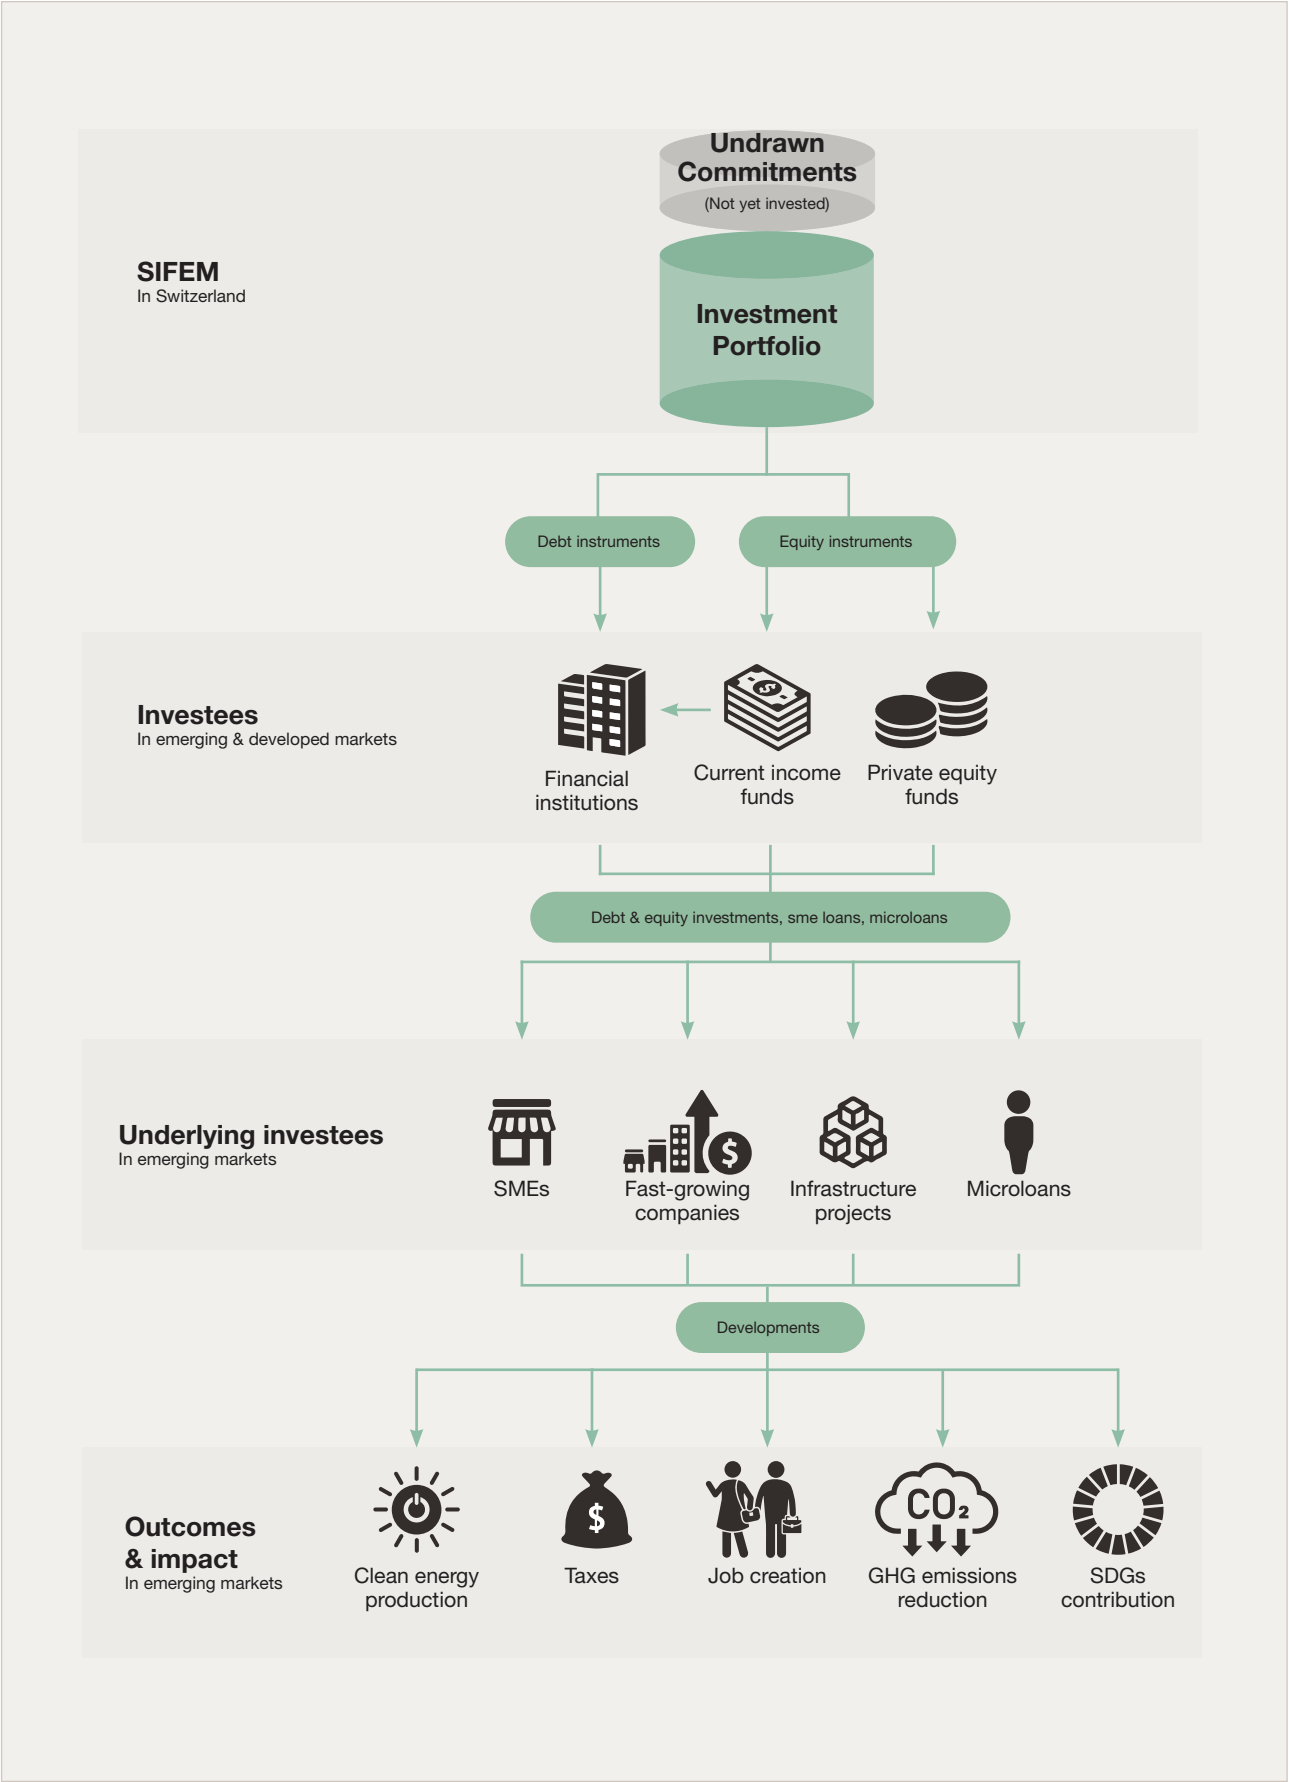 Undrawn
Commitments
(Not yet invested)
SIFEM
In Switzerland
Investment
Portfolio
Debt instruments
Equity instruments
Investees
In emerging & developed markets
Financial
institutions
$
Current income
funds
Private equity
funds
Debt & equity investments, sme loans, microloans
Underlying investees
In emerging markets
SMEs
$
Fast-growing
companies
Infrastructure
projects
Microloans
Developments
Outcomes
& impact
In emerging markets
Clean energy
production
$
Taxes
Job creation
CO₂
GHG emissions
reduction
SDGs
contribution